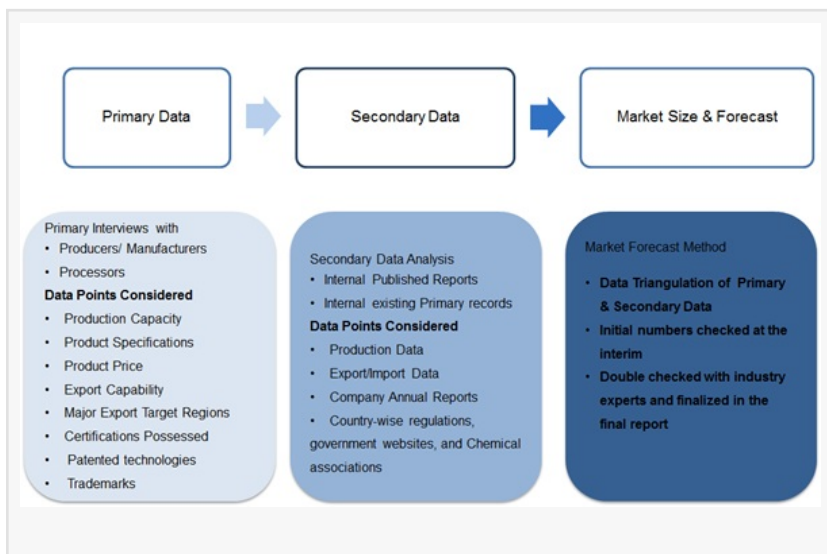 Primary Data
Secondary Data
Market Size & Forecast
Primary Interviews with
• Producers/ Manufacturers
• Processors
Data Points Considered
• Production Capacity
• Product Specifications
• Product Price
• Export Capability
• Major Export Target Regions
• Certifications Possessed
• Patented technologies
• Trademarks
Secondary Data Analysis
• Internal Published Reports
• Internal existing Primary records
Data Points Considered
• Production Data
• Export/Import Data
• Company Annual Reports
• Country-wise regulations,
government websites, and Chemical
associations
Market Forecast Method
• Data Triangulation of Primary
& Secondary Data
• Initial numbers checked at the
interim
• Double checked with industry
experts and finalized in the
final report